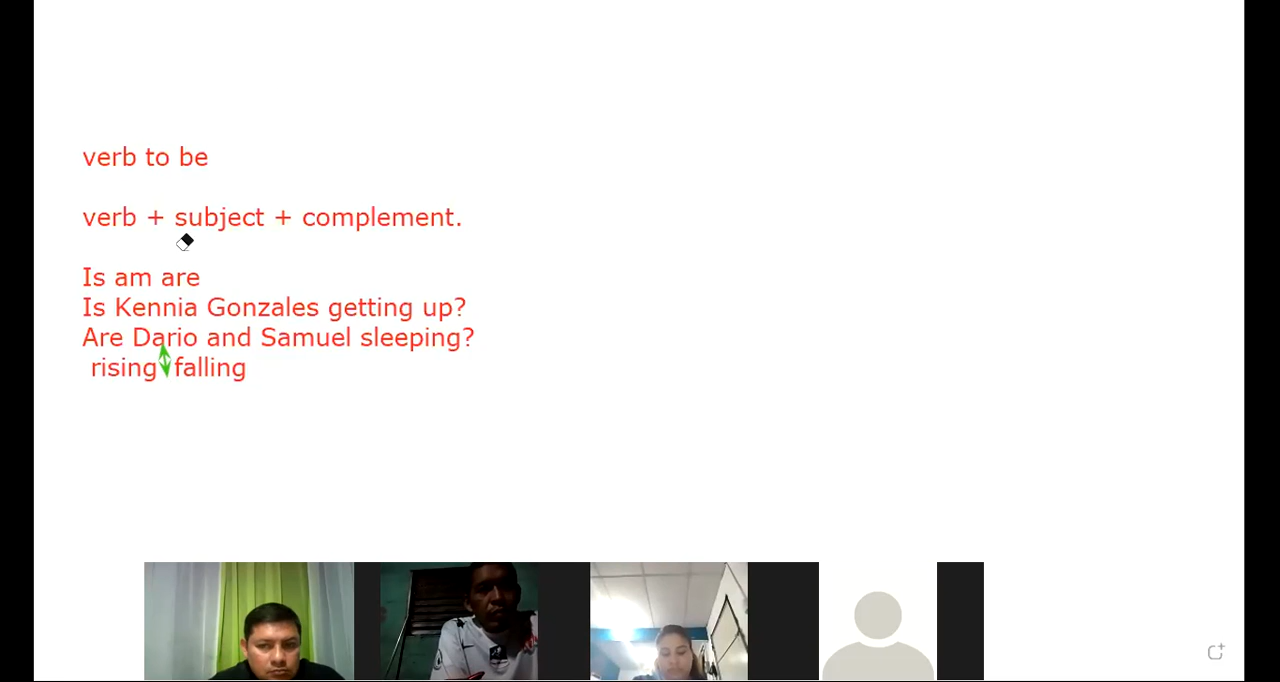 verb to be
verb + subject + complement.
Is am are
Is Kennia Gonzales getting up?
Are Dario and Samuel sleeping?
rising falling